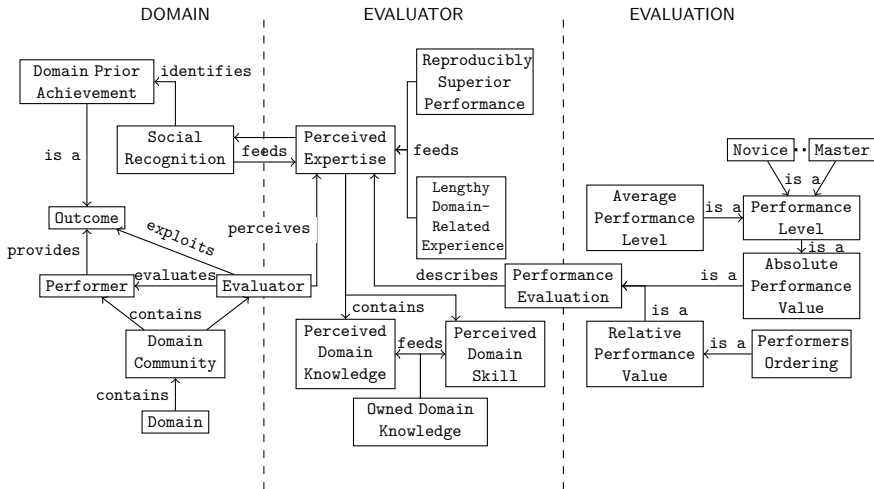 DOMAIN
EVALUATOR
EVALUATION
Domain Prior
Achievement
identifies
Reproducibly
Superior
Performance
is a
Social
Recognition
feeds
Perceived
Expertise
feeds
Novice
··
Master
is a
Lengthy
Domain-
Related
Experience
Average
Performance
Level
is a
Performance
Level
is a
Outcome
exploits
perceives
provides
evaluates
describes
Performance
Evaluation
is a
Absolute
Performance
Value
Performer
Evaluator
contains
contains
is a
Domain
Community
Perceived
Domain
Knowledge
feeds
Perceived
Domain
Skill
Relative
Performance
Value
is a
Performers
Ordering
contains
Domain
Owned Domain
Knowledge